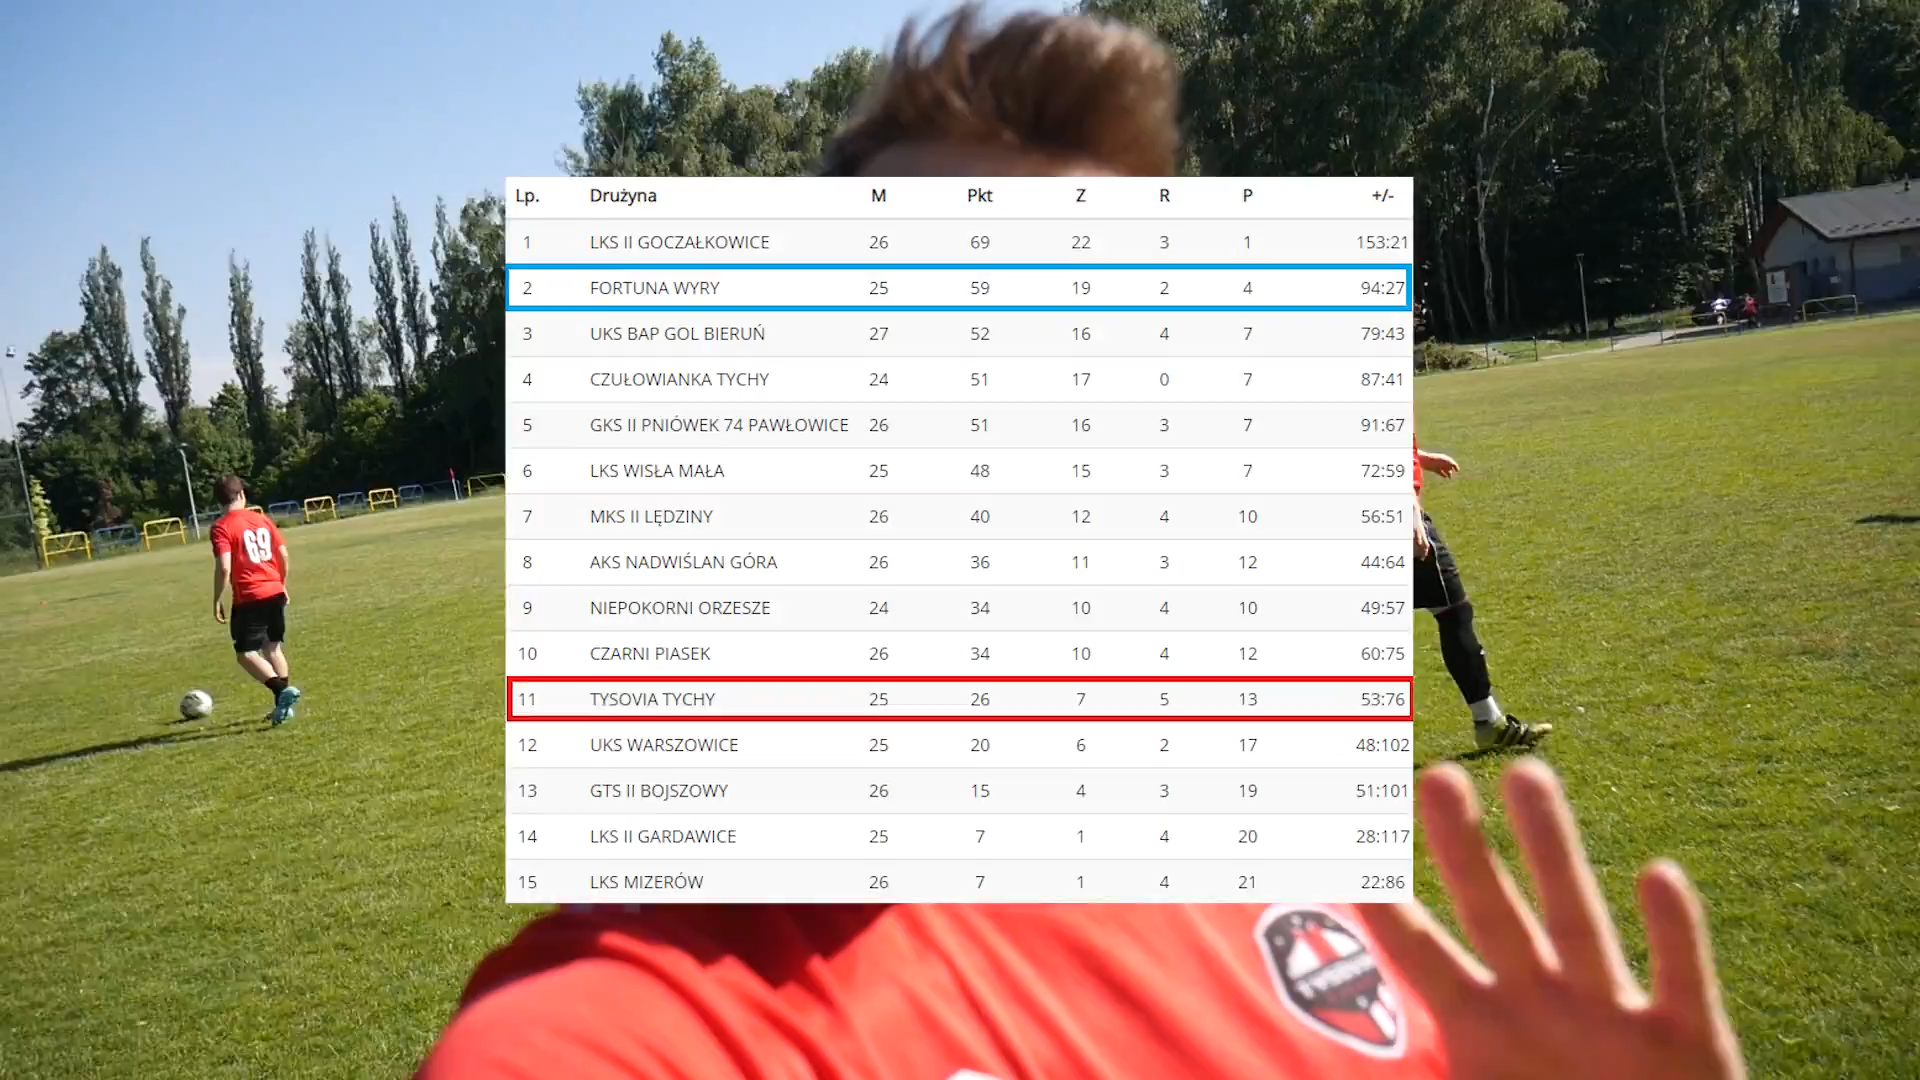 Lp. Drużyna M Pkt Z R P +/-
1 LKS II GOCZAŁKOWICE 26 69 22 3 1 153:21
2 FORTUNA WYRY 25 59 19 2 4 94:27
3 UKS BAP GOL BIERUŃ 27 52 16 4 7 79:43
4 CZUŁOWIANKA TYCHY 24 51 17 0 7 87:41
5 GKS II PNIÓWEK 74 PAWŁOWICE 26 51 16 3 7 91:67
6 LKS WISŁA MAŁA 25 48 15 3 7 72:59
7 MKS II LĘDZINY 26 40 12 4 10 56:51
8 AKS NADWIŚLAN GÓRA 26 36 11 3 12 44:64
9 NIEPOKORNI ORZESZE 24 34 10 4 10 49:57
10 CZARNI PIASEK 26 34 10 4 12 60:75
11 TYSOVIA TYCHY 25 26 7 5 13 53:76
12 UKS WARSZOWICE 25 20 6 2 17 48:102
13 GTS II BOJSZOWY 26 15 4 3 19 51:101
14 LKS II GARDAWICE 25 7 1 4 20 28:117
15 LKS MIZERÓW 26 7 1 4 21 22:86
69